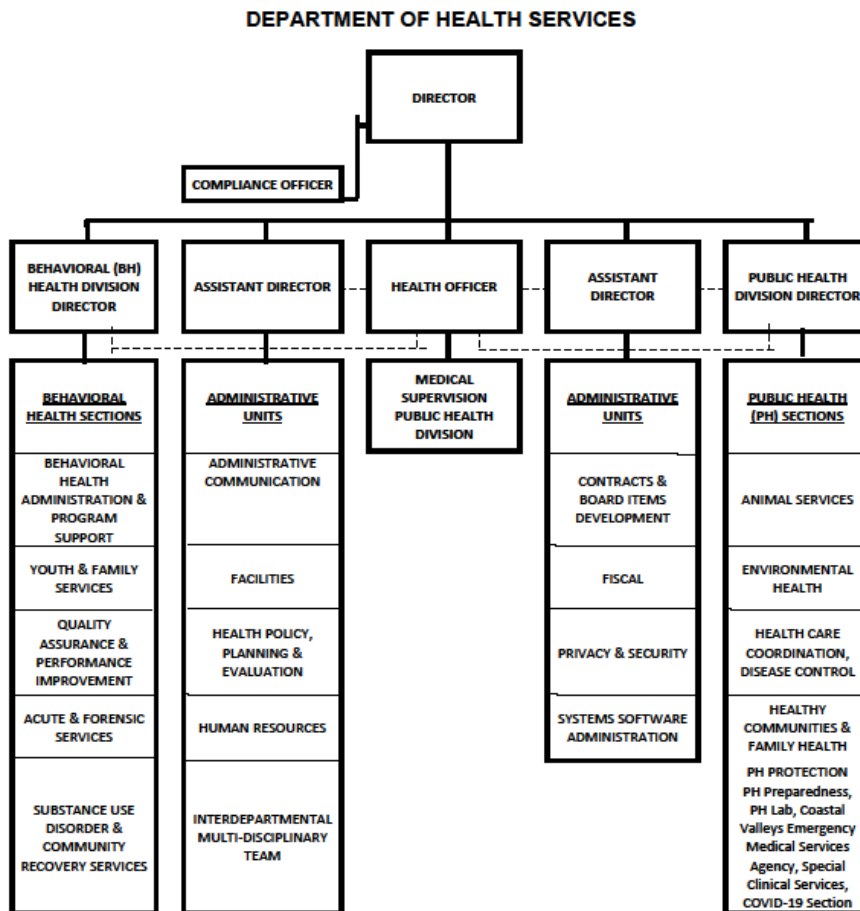 DEPARTMENT OF HEALTH SERVICES
DIRECTOR
COMPLIANCE OFFICER
BEHAVIORAL (BH)
HEALTH DIVISION
DIRECTOR
ASSISTANT DIRECTOR
HEALTH OFFICER
ASSISTANT
DIRECTOR
PUBLIC HEALTH
DIVISION DIRECTOR
BEHAVIORAL
HEALTH SECTIONS
BEHAVIORAL
HEALTH
ADMINISTRATION &
PROGRAM
SUPPORT
YOUTH & FAMILY
SERVICES
QUALITY
ASSURANCE &
PERFORMANCE
IMPROVEMENT
ACUTE & FORENSIC
SERVICES
SUBSTANCE USE
DISORDER &
COMMUNITY
RECOVERY SERVICES
ADMINISTRATIVE
UNITS
ADMINISTRATIVE
COMMUNICATION
FACILITIES
HEALTH POLICY,
PLANNING &
EVALUATION
HUMAN RESOURCES
INTERDEPARTMENTAL
MULTI-DISCIPLINARY
TEAM
MEDICAL
SUPERVISION
PUBLIC HEALTH
DIVISION
ADMINISTRATIVE
UNITS
CONTRACTS &
BOARD ITEMS
DEVELOPMENT
FISCAL
PRIVACY & SECURITY
SYSTEMS SOFTWARE
ADMINISTRATION
PUBLIC HEALTH
(PH) SECTIONS
ANIMAL SERVICES
ENVIRONMENTAL
HEALTH
HEALTH CARE
COORDINATION,
DISEASE CONTROL
HEALTHY
COMMUNITIES &
FAMILY HEALTH
PH PROTECTION
PH Preparedness,
PH Lab, Coastal
Valleys Emergency
Medical Services
Agency, Special
Clinical Services,
COVID-19 Section